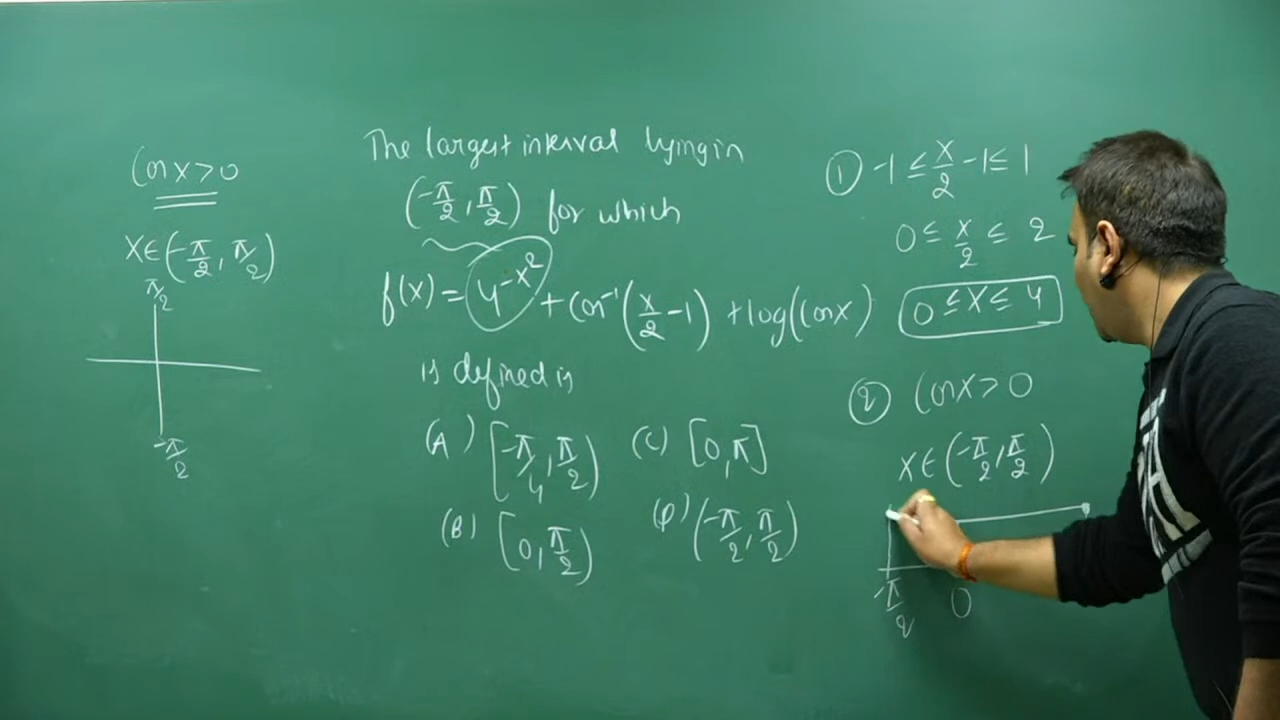 Cos x > 0
x ∈ (-π/2, π/2)
π/2
-π/2
The largest interval lying in
(-π/2, π/2) for which
f(x) = 4^-x² + cos⁻¹(x/2 - 1) + log(cos x)
is defined is
(A) [-π/4, π/2)
(C) [0, π]
(B) [0, π/2)
(D) (-π/2, π/2)
① -1 ≤ x/2 - 1 ≤ 1
0 ≤ x/2 ≤ 2
0 ≤ x ≤ 4
② Cos x > 0
x ∈ (-π/2, π/2)
-π/2 0